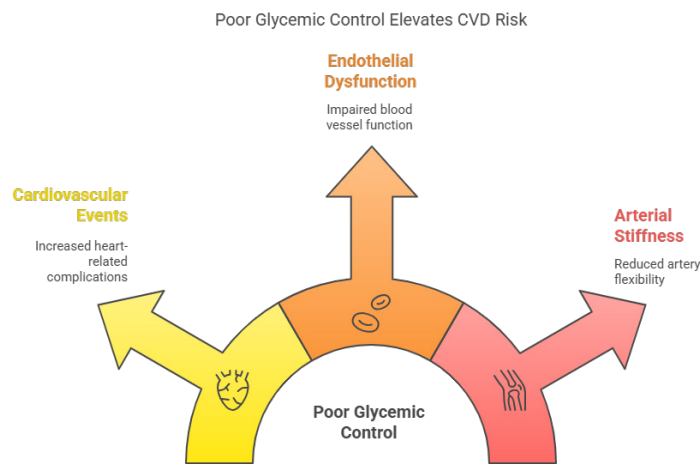 Poor Glycemic Control Elevates CVD Risk
Endothelial
Dysfunction
Impaired blood
vessel function
Cardiovascular
Events
Increased heart-
related
complications
Arterial
Stiffness
Reduced artery
flexibility
Poor Glycemic
Control